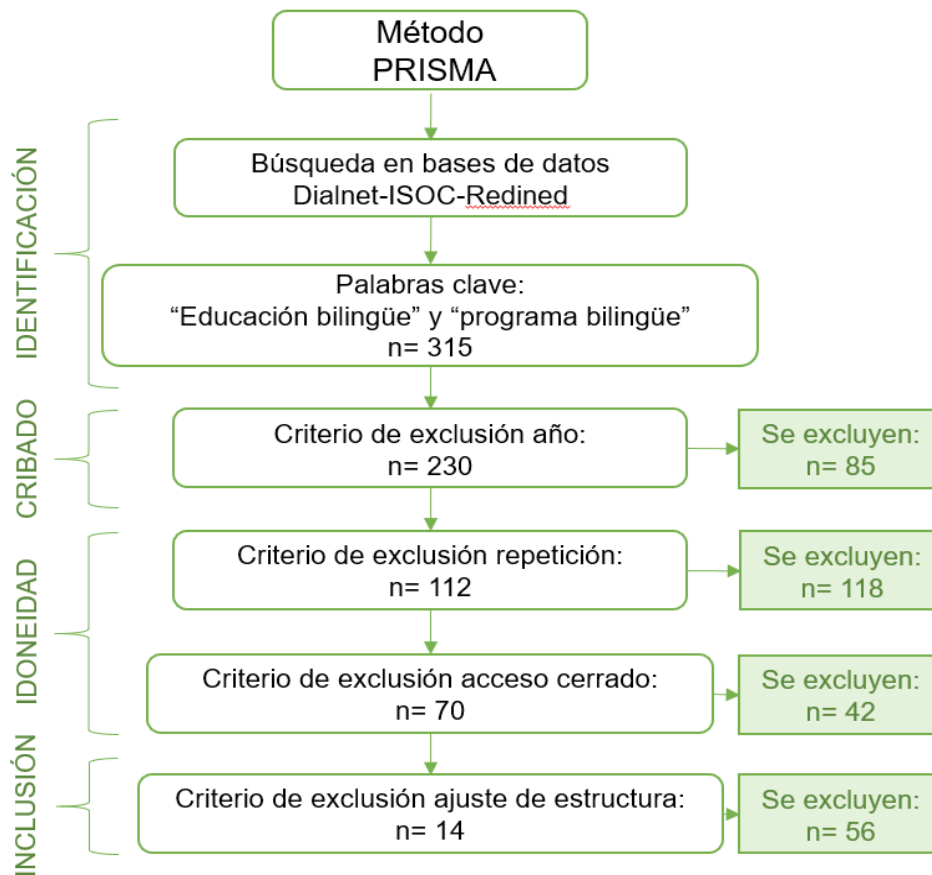 Método
PRISMA
IDENTIFICACIÓN
Búsqueda en bases de datos
Dialnet-ISOC-Redined
Palabras clave:
“Educación bilingüe” y “programa bilingüe”
n= 315
CRIBADO
Criterio de exclusión año:
n= 230
Se excluyen:
n= 85
IDONEIDAD
Criterio de exclusión repetición:
n= 112
Se excluyen:
n= 118
Criterio de exclusión acceso cerrado:
n= 70
Se excluyen:
n= 42
INCLUSIÓN
Criterio de exclusión ajuste de estructura:
n= 14
Se excluyen:
n= 56